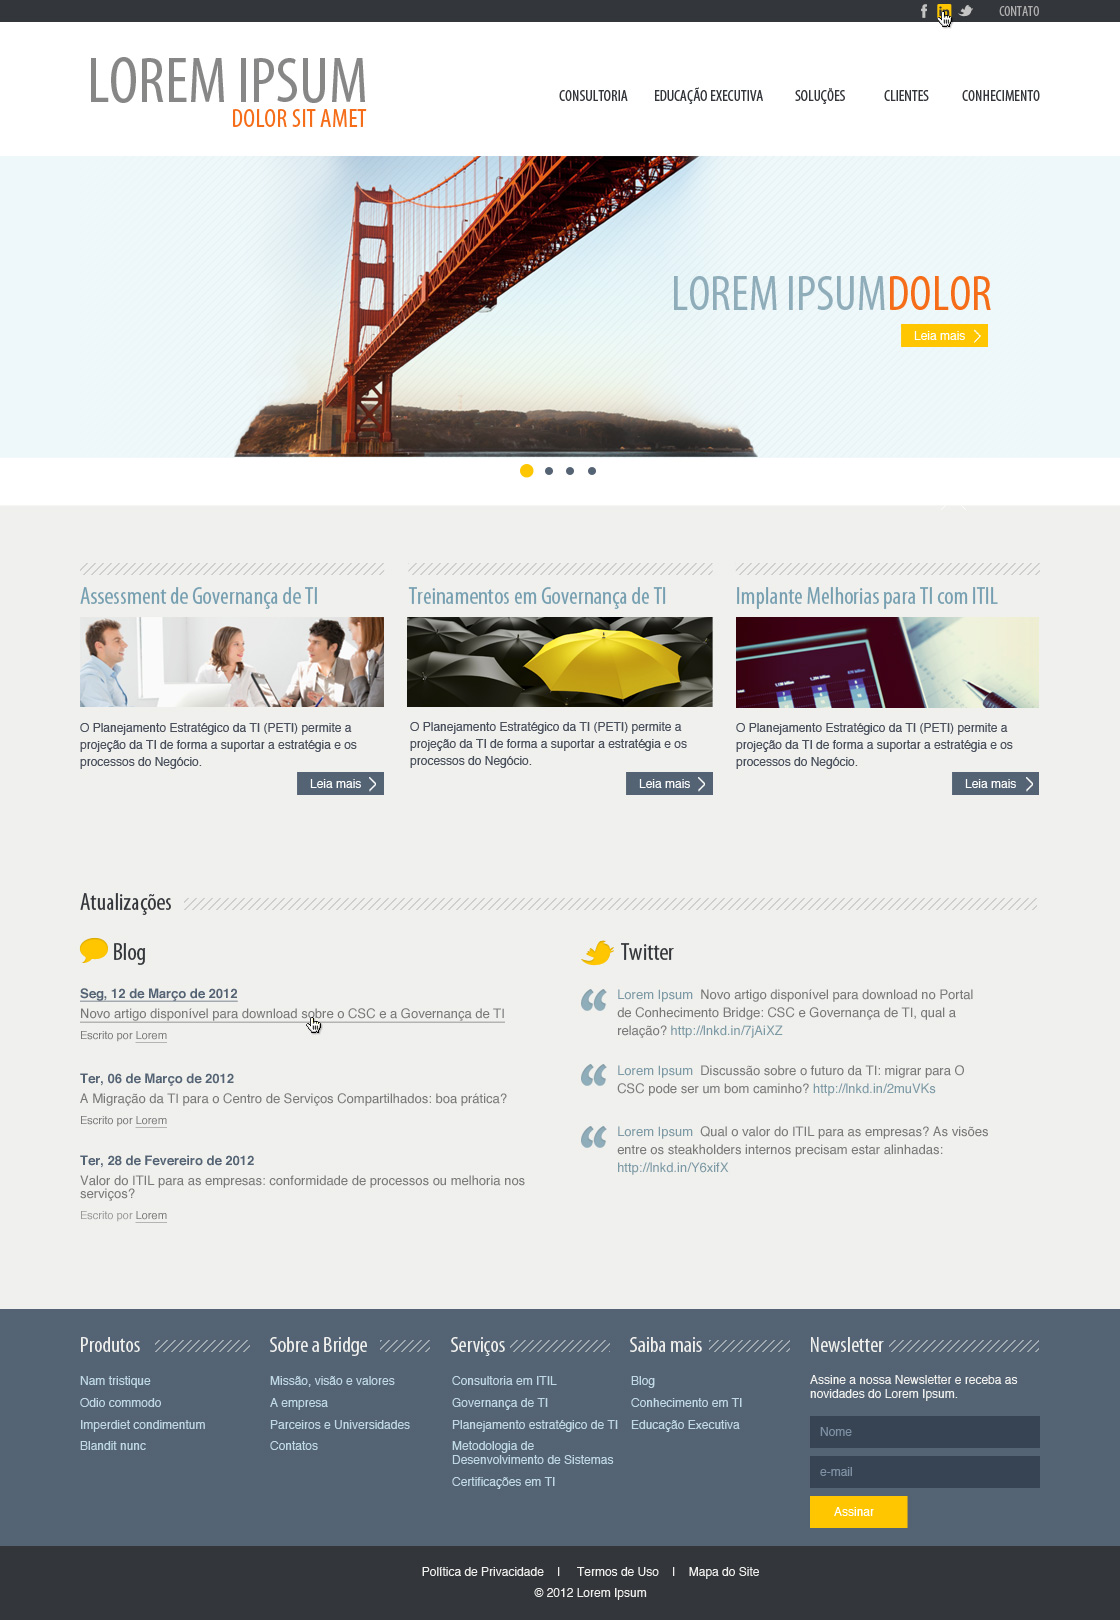 CONTATO
LOREM IPSUM
DOLOR SIT AMET
CONSULTORIA
EDUCAÇÃO EXECUTIVA
SOLUÇÕES
CLIENTES
CONHECIMENTO
LOREM IPSUMDOLOR
Leia mais
Assessment de Governança de TI
O Planejamento Estratégico da TI (PETI) permite a
projeção da TI de forma a suportar a estratégia e os
processos do Negócio.
Leia mais
Treinamentos em Governança de TI
O Planejamento Estratégico da TI (PETI) permite a
projeção da TI de forma a suportar a estratégia e os
processos do Negócio.
Leia mais
Implante Melhorias para TI com ITIL
O Planejamento Estratégico da TI (PETI) permite a
projeção da TI de forma a suportar a estratégia e os
processos do Negócio.
Leia mais
Atualizações
Blog
Seg, 12 de Março de 2012
Novo artigo disponível para download sobre o CSC e a Governança de TI
Escrito por Lorem
Ter, 06 de Março de 2012
A Migração da TI para o Centro de Serviços Compartilhados: boa prática?
Escrito por Lorem
Ter, 28 de Fevereiro de 2012
Valor do ITIL para as empresas: conformidade de processos ou melhoria nos
serviços?
Escrito por Lorem
Twitter
Lorem Ipsum Novo artigo disponível para download no Portal
de Conhecimento Bridge: CSC e Governança de TI, qual a
relação? http://lnkd.in/7jAiXZ
Lorem Ipsum Discussão sobre o futuro da TI: migrar para O
CSC pode ser um bom caminho? http://lnkd.in/2muVKs
Lorem Ipsum Qual o valor do ITIL para as empresas? As visões
entre os steakholders internos precisam estar alinhadas:
http://lnkd.in/Y6xifX
Produtos
Nam tristique
Odio commodo
Imperdiet condimentum
Blandit nunc
Sobre a Bridge
Missão, visão e valores
A empresa
Parceiros e Universidades
Contatos
Serviços
Consultoria em ITIL
Governança de TI
Planejamento estratégico de TI
Metodologia de
Desenvolvimento de Sistemas
Certificações em TI
Saiba mais
Blog
Conhecimento em TI
Educação Executiva
Newsletter
Assine a nossa Newsletter e receba as
novidades do Lorem Ipsum.
Nome
e-mail
Assinar
Política de Privacidade I Termos de Uso I Mapa do Site
© 2012 Lorem Ipsum